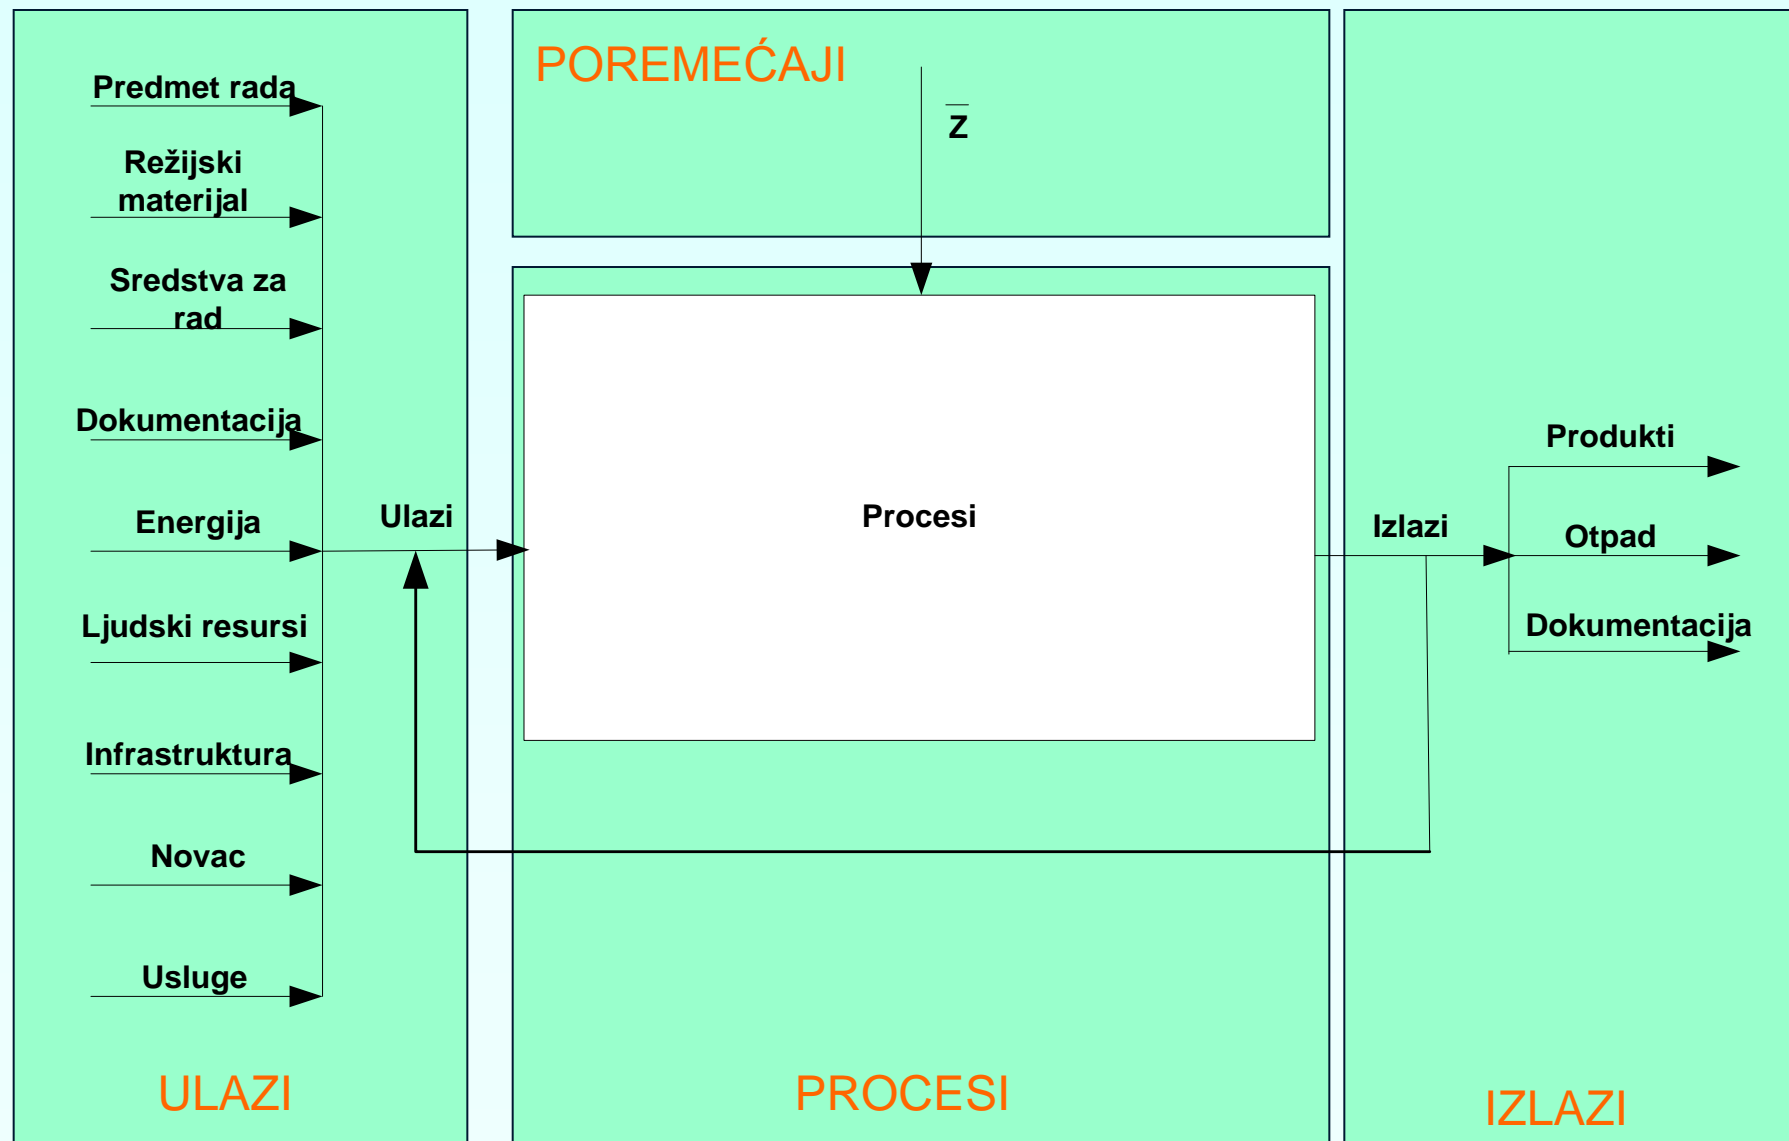 Predmet rada
Režijski
materijal
Sredstva za
rad
Dokumentacija
Energija
Ljudski resursi
Infrastruktura
Novac
Usluge
Ulazi
ULAZI
POREMEĆAJI
Z̅
Procesi
PROCESI
Izlazi
Produkti
Otpad
Dokumentacija
IZLAZI